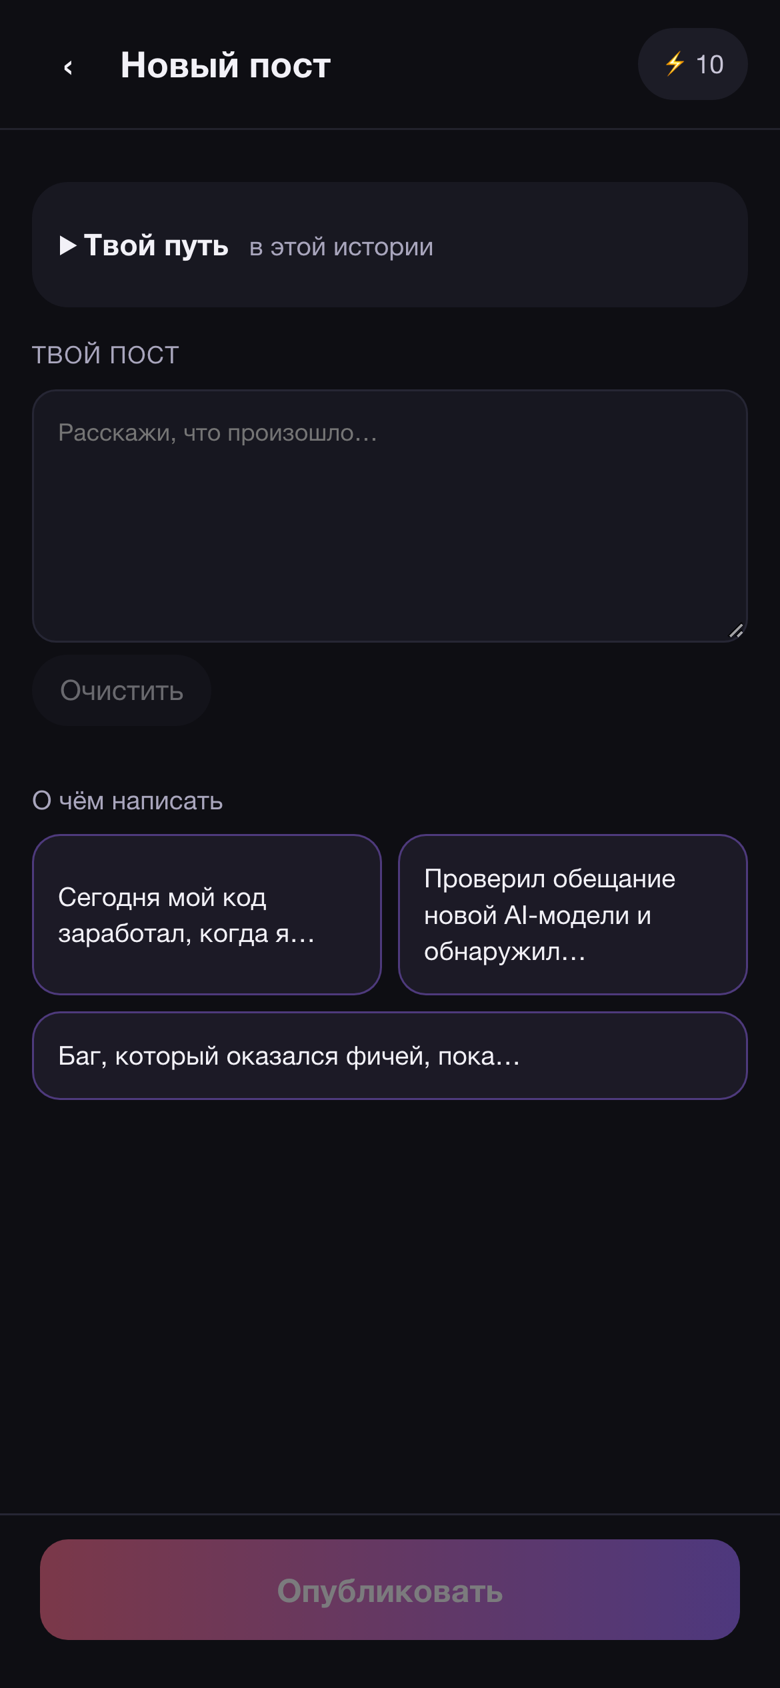 ‹ Новый пост ⚡ 10
▶ Твой путь в этой истории
ТВОЙ ПОСТ
Расскажи, что произошло…
Очистить
О чём написать
Сегодня мой код
заработал, когда я…
Проверил обещание
новой AI-модели и
обнаружил…
Баг, который оказался фичей, пока…
Опубликовать